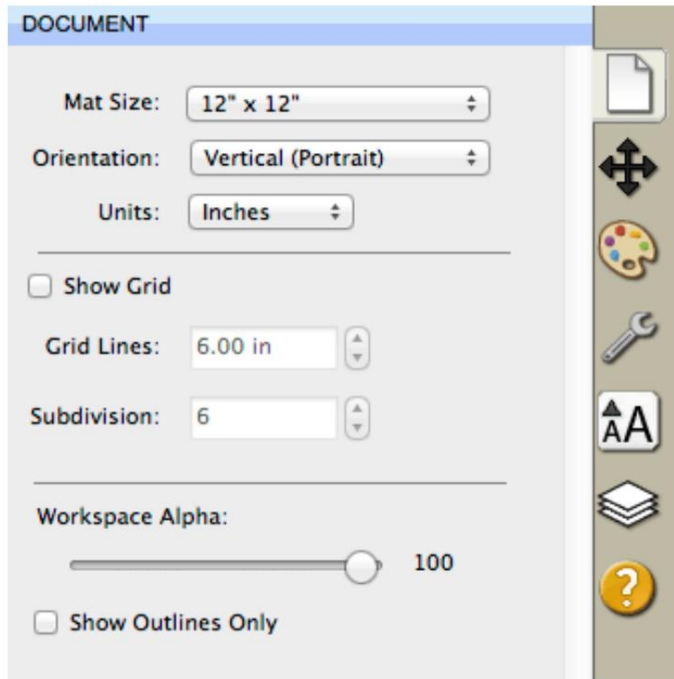 DOCUMENT
Mat Size: 12" x 12"
Orientation: Vertical (Portrait)
Units: Inches
Show Grid
Grid Lines: 6.00 in
Subdivision: 6
AA
Workspace Alpha:
100
?
Show Outlines Only